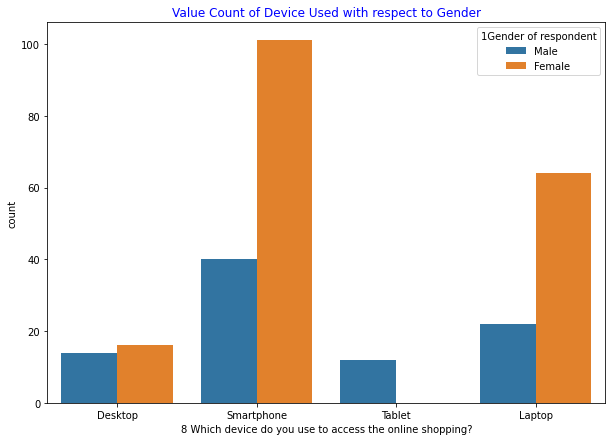 Value Count of Device Used with respect to Gender
1Gender of respondent
Male
Female
100
80
60
40
20
0
count
Desktop Smartphone Tablet Laptop
8 Which device do you use to access the online shopping?